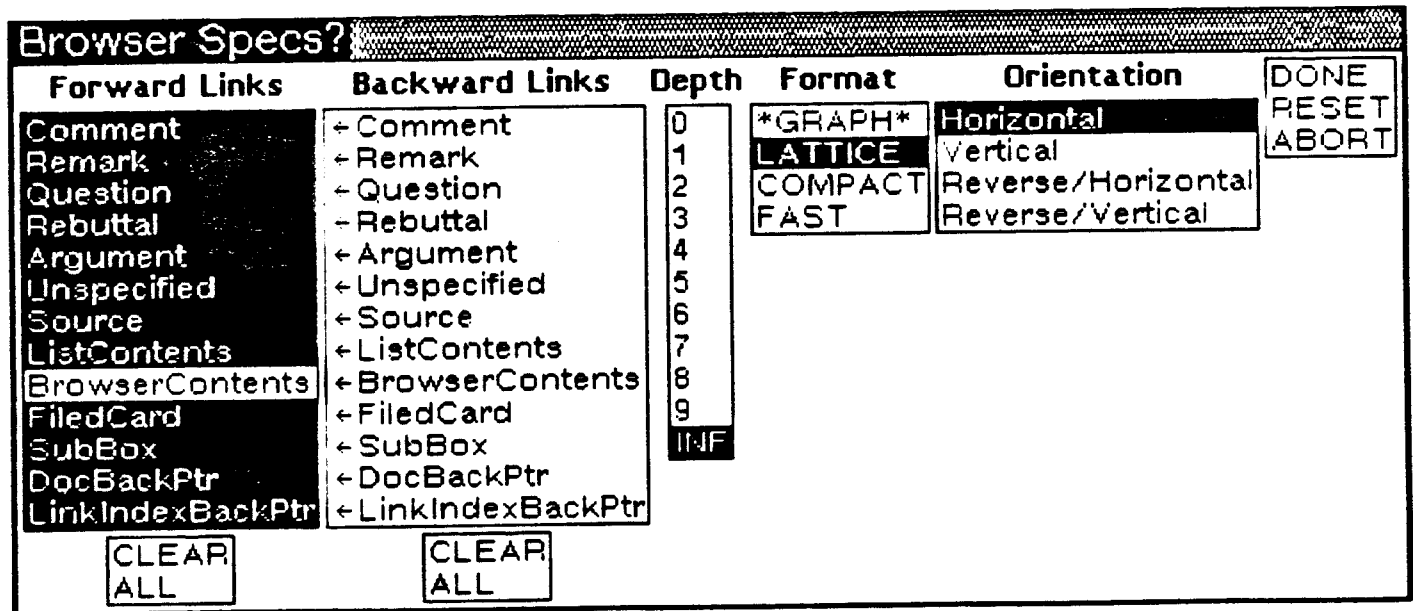 Browser Specs?
Forward Links
Comment
Remark
Question
Rebuttal
Argument
Unspecified
Source
ListContents
BrowserContents
FiledCard
SubBox
DocBackPtr
LinkIndexBackPtr
CLEAR
ALL
Backward Links
←Comment
←Remark
←Question
←Rebuttal
←Argument
←Unspecified
←Source
←ListContents
←BrowserContents
←FiledCard
←SubBox
←DocBackPtr
←LinkIndexBackPtr
CLEAR
ALL
Depth
0
1
2
3
4
5
6
7
8
9
INF
Format
*GRAPH*
LATTICE
COMPACT
FAST
Orientation
Horizontal
Vertical
Reverse/Horizontal
Reverse/Vertical
DONE
RESET
ABORT